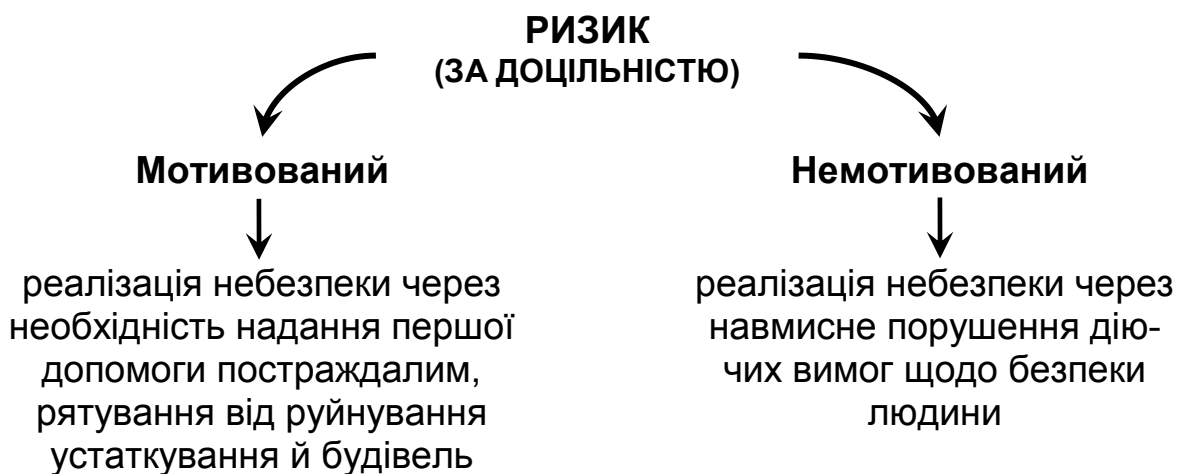 РИЗИК
(ЗА ДОЦІЛЬНІСТЮ)
Мотивований
реалізація небезпеки через
необхідність надання першої
допомоги постраждалим,
рятування від руйнування
устаткування й будівель
Немотивований
реалізація небезпеки через
навмисне порушення дію-
чих вимог щодо безпеки
людини